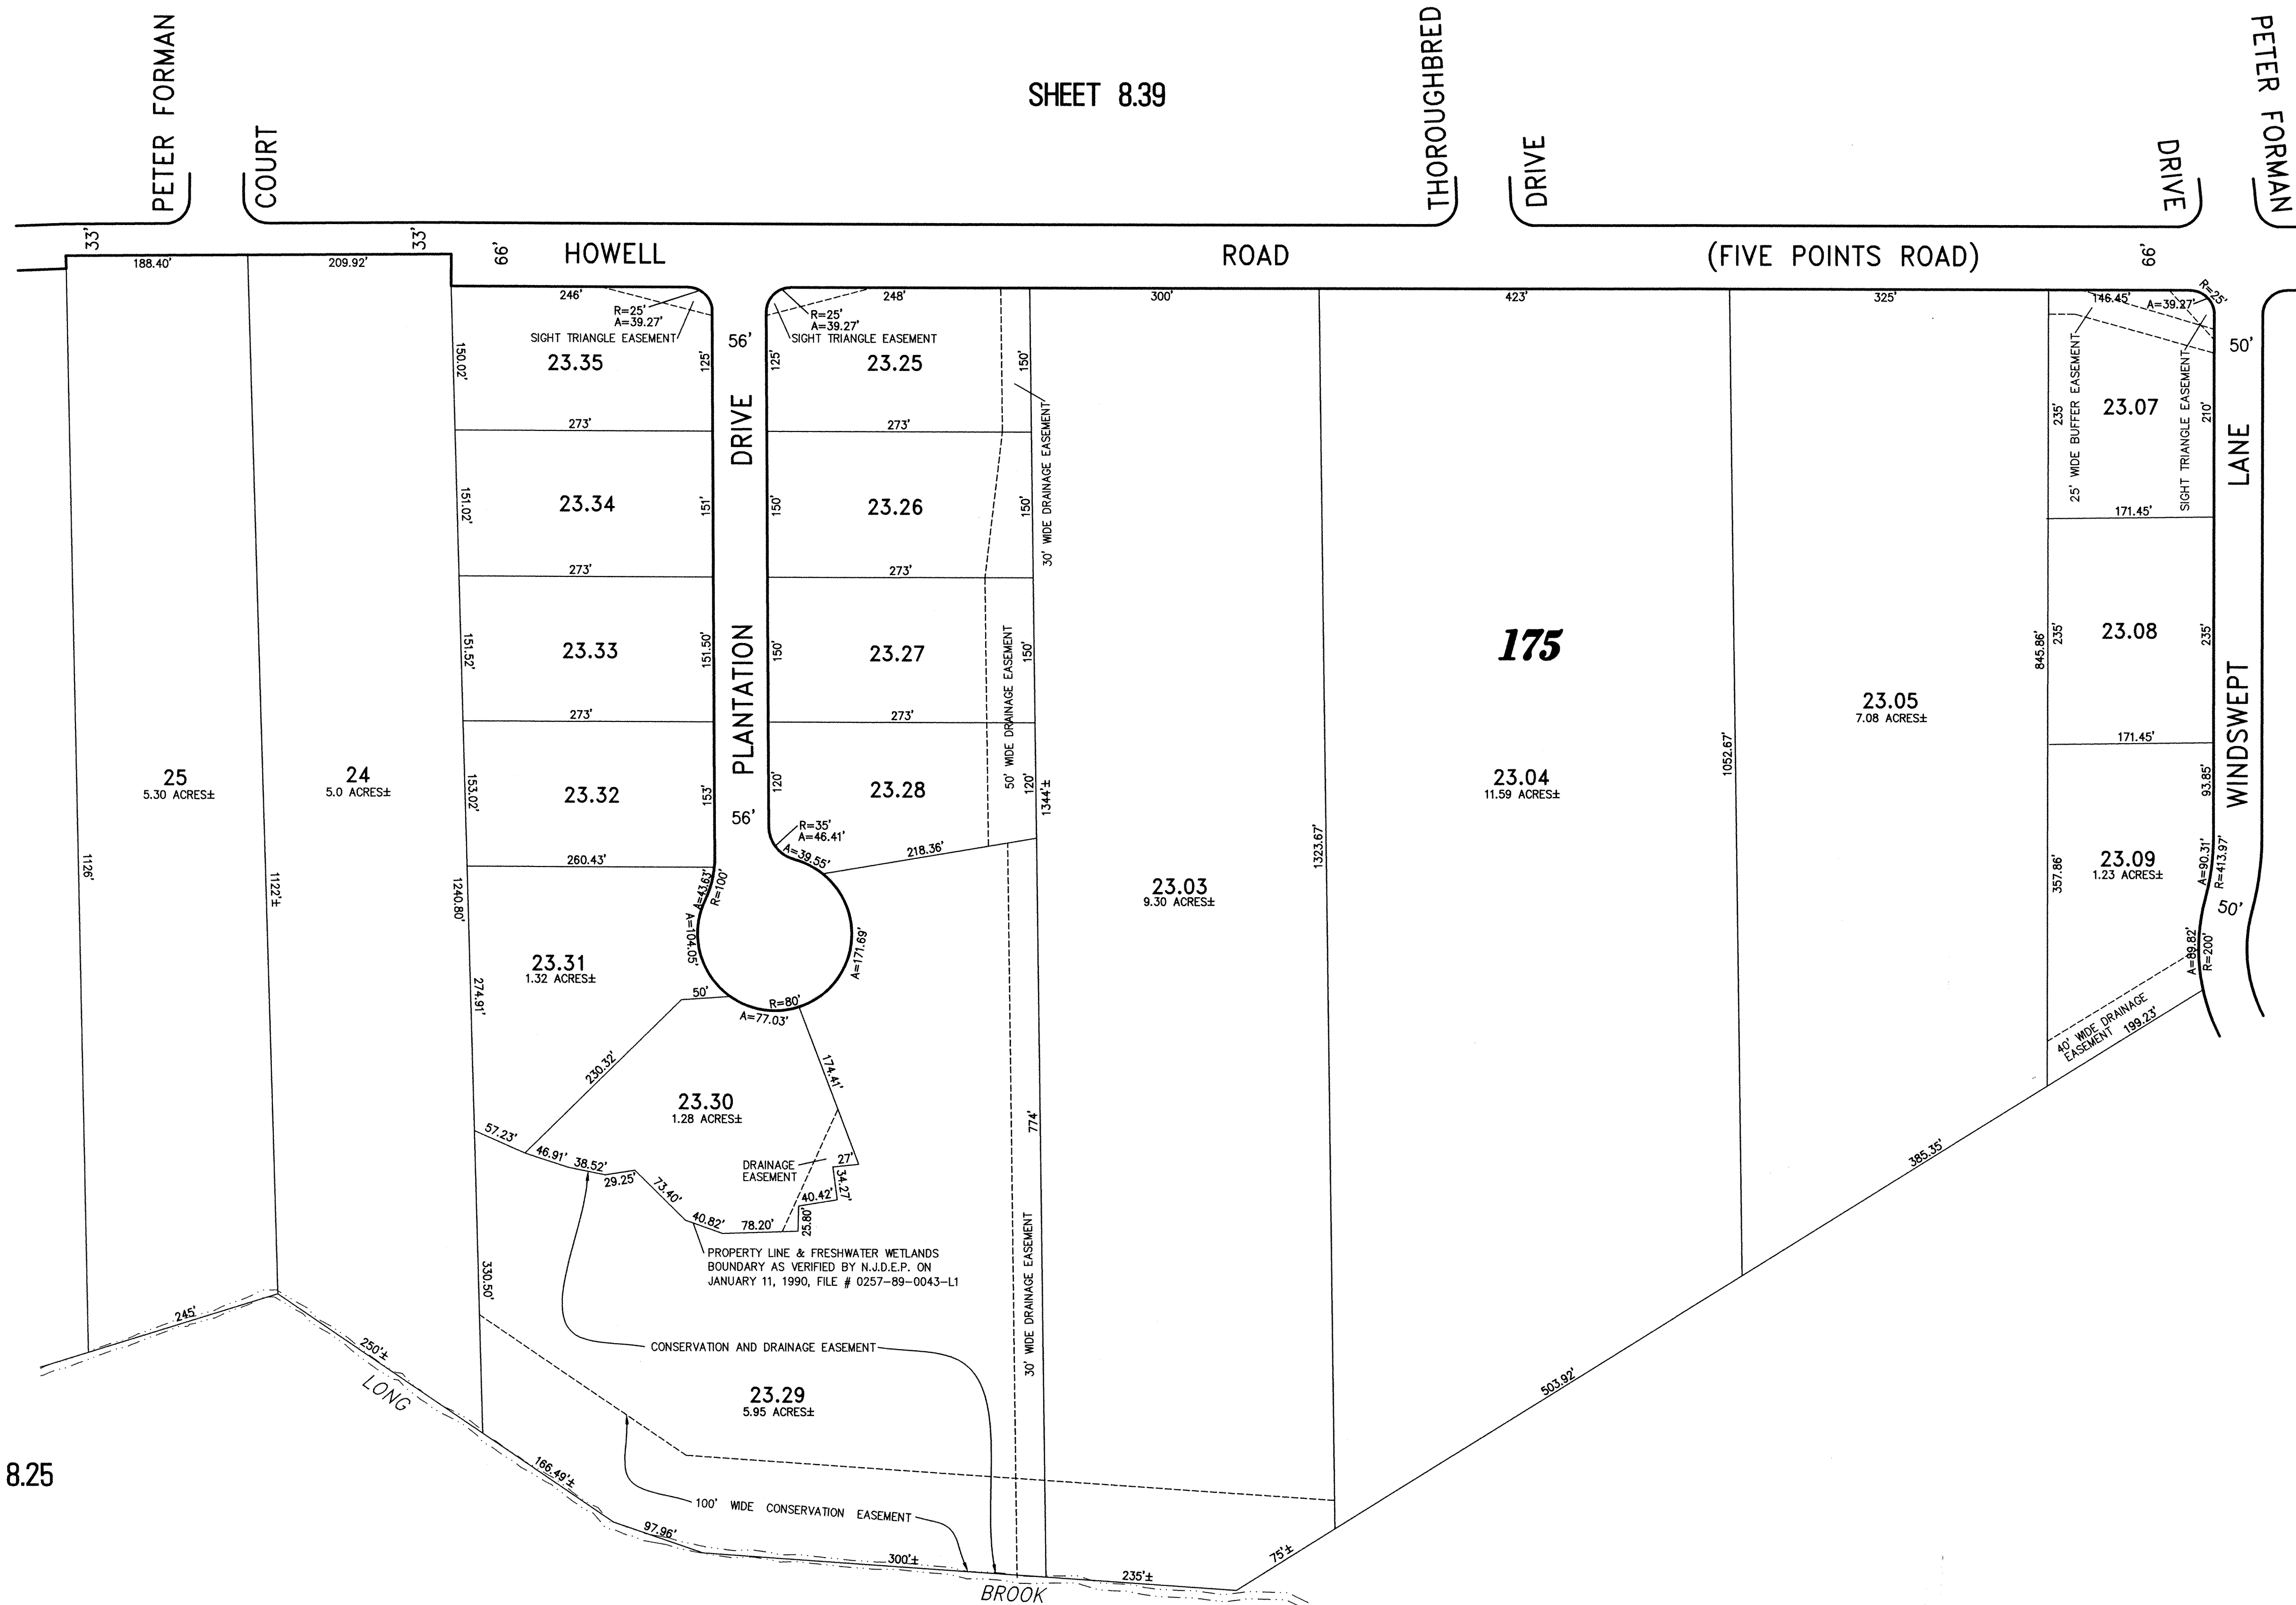 SHEET 8.39
PETER FORMAN
COURT
THOROUGHBRED
DRIVE
PETER FORMAN
DRIVE
33'
33'
66'
HOWELL
ROAD
(FIVE POINTS ROAD)
66'
188.40'
209.92'
246'
248'
300'
423'
325'
146.45'
A=39.27'
R=25'
R=25'
A=39.27'
SIGHT TRIANGLE EASEMENT
R=25'
A=39.27'
SIGHT TRIANGLE EASEMENT
56'
50'
150.02'
23.35
125'
125'
23.25
150'
30' WIDE DRAINAGE EASEMENT
235'
25' WIDE BUFFER EASEMENT
23.07
SIGHT TRIANGLE EASEMENT
210'
273'
273'
DRIVE
LANE
151.02'
23.34
151'
150'
23.26
150'
171.45'
273'
273'
151.52'
23.33
151.50'
PLANTATION
150'
23.27
50' WIDE DRAINAGE EASEMENT
150'
175
845.86'
235'
23.08
235'
WINDSWEPT
273'
273'
171.45'
23.05
7.08 ACRES±
25
5.30 ACRES±
24
5.0 ACRES±
153.02'
23.32
153'
56'
120'
23.28
120'
1344'±
23.04
11.59 ACRES±
1052.67'
93.85'
R=35'
A=46.41'
A=39.55'
218.36'
1323.67'
1126'
1122'±
1240.80'
260.43'
A=43.63'
R=100'
A=104.05'
A=171.69'
23.03
9.30 ACRES±
357.86'
23.09
1.23 ACRES±
A=90.31'
R=413.97'
50'
A=89.82'
R=200'
274.91'
23.31
1.32 ACRES±
50'
R=80'
A=77.03'
40' WIDE DRAINAGE
EASEMENT
199.23'
230.32'
174.41'
23.30
1.28 ACRES±
774'
57.23'
46.91'
38.52'
29.25'
73.40'
40.82'
78.20'
25.80'
40.42'
34.27'
27'
DRAINAGE
EASEMENT
385.35'
PROPERTY LINE & FRESHWATER WETLANDS
BOUNDARY AS VERIFIED BY N.J.D.E.P. ON
JANUARY 11, 1990, FILE # 0257-89-0043-L1
330.50'
30' WIDE DRAINAGE EASEMENT
245'
250'±
LONG
CONSERVATION AND DRAINAGE EASEMENT
23.29
5.95 ACRES±
503.92'
8.25
166.49'±
100' WIDE CONSERVATION EASEMENT
97.96'
300'±
235'±
75'±
BROOK